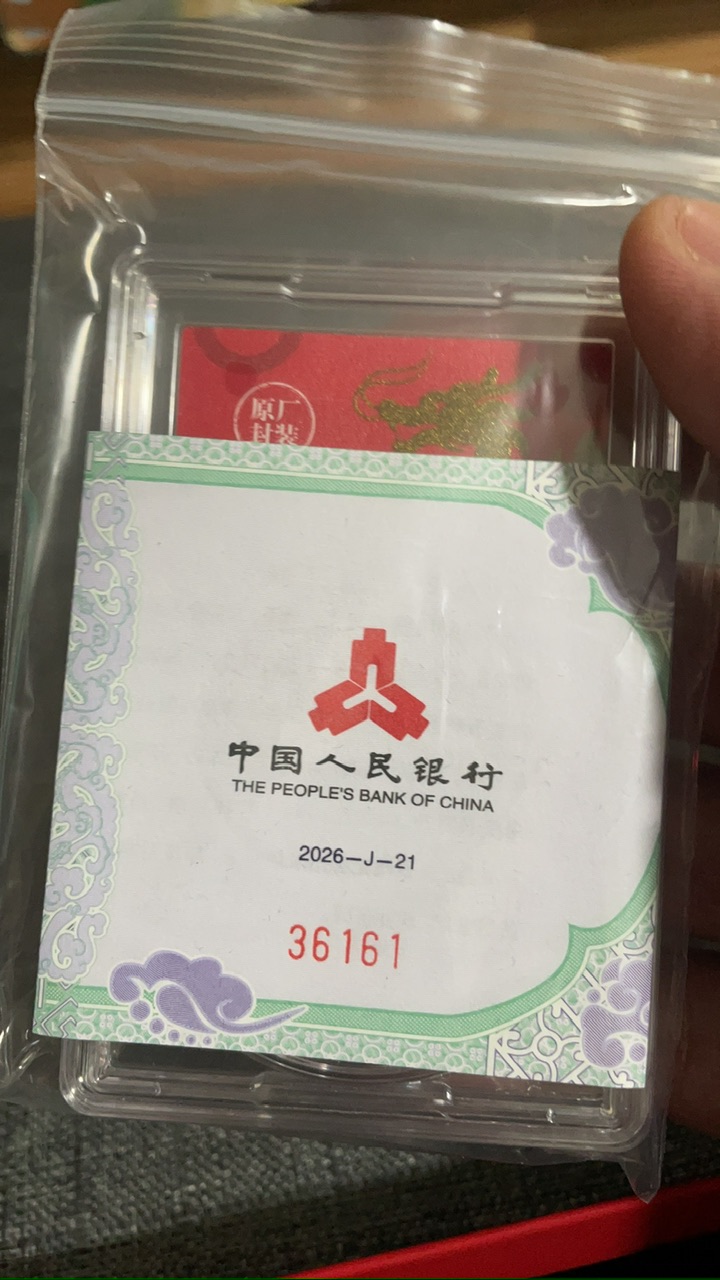 原厂
封装
中国人民银行
THE PEOPLE'S BANK OF CHINA
2026—J—21
36161